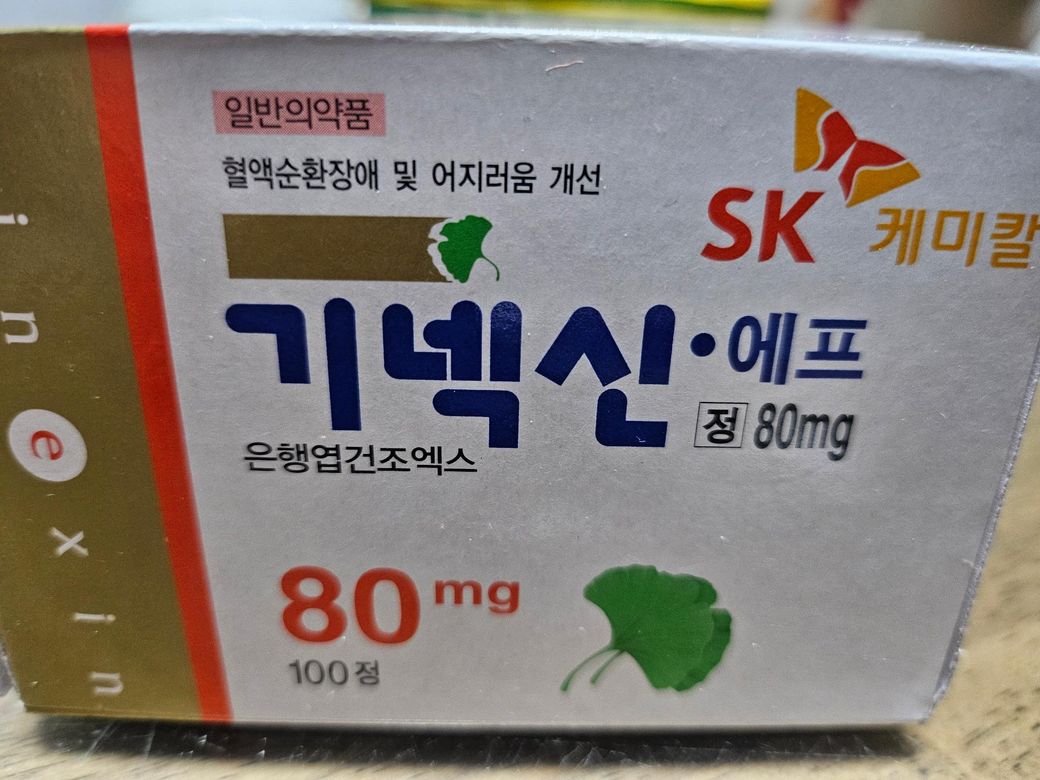 일반의약품
혈액순환장애 및 어지러움 개선
SK 케미칼
기넥신·에프
정 80mg
은행엽건조엑스
80mg
100정
inexin